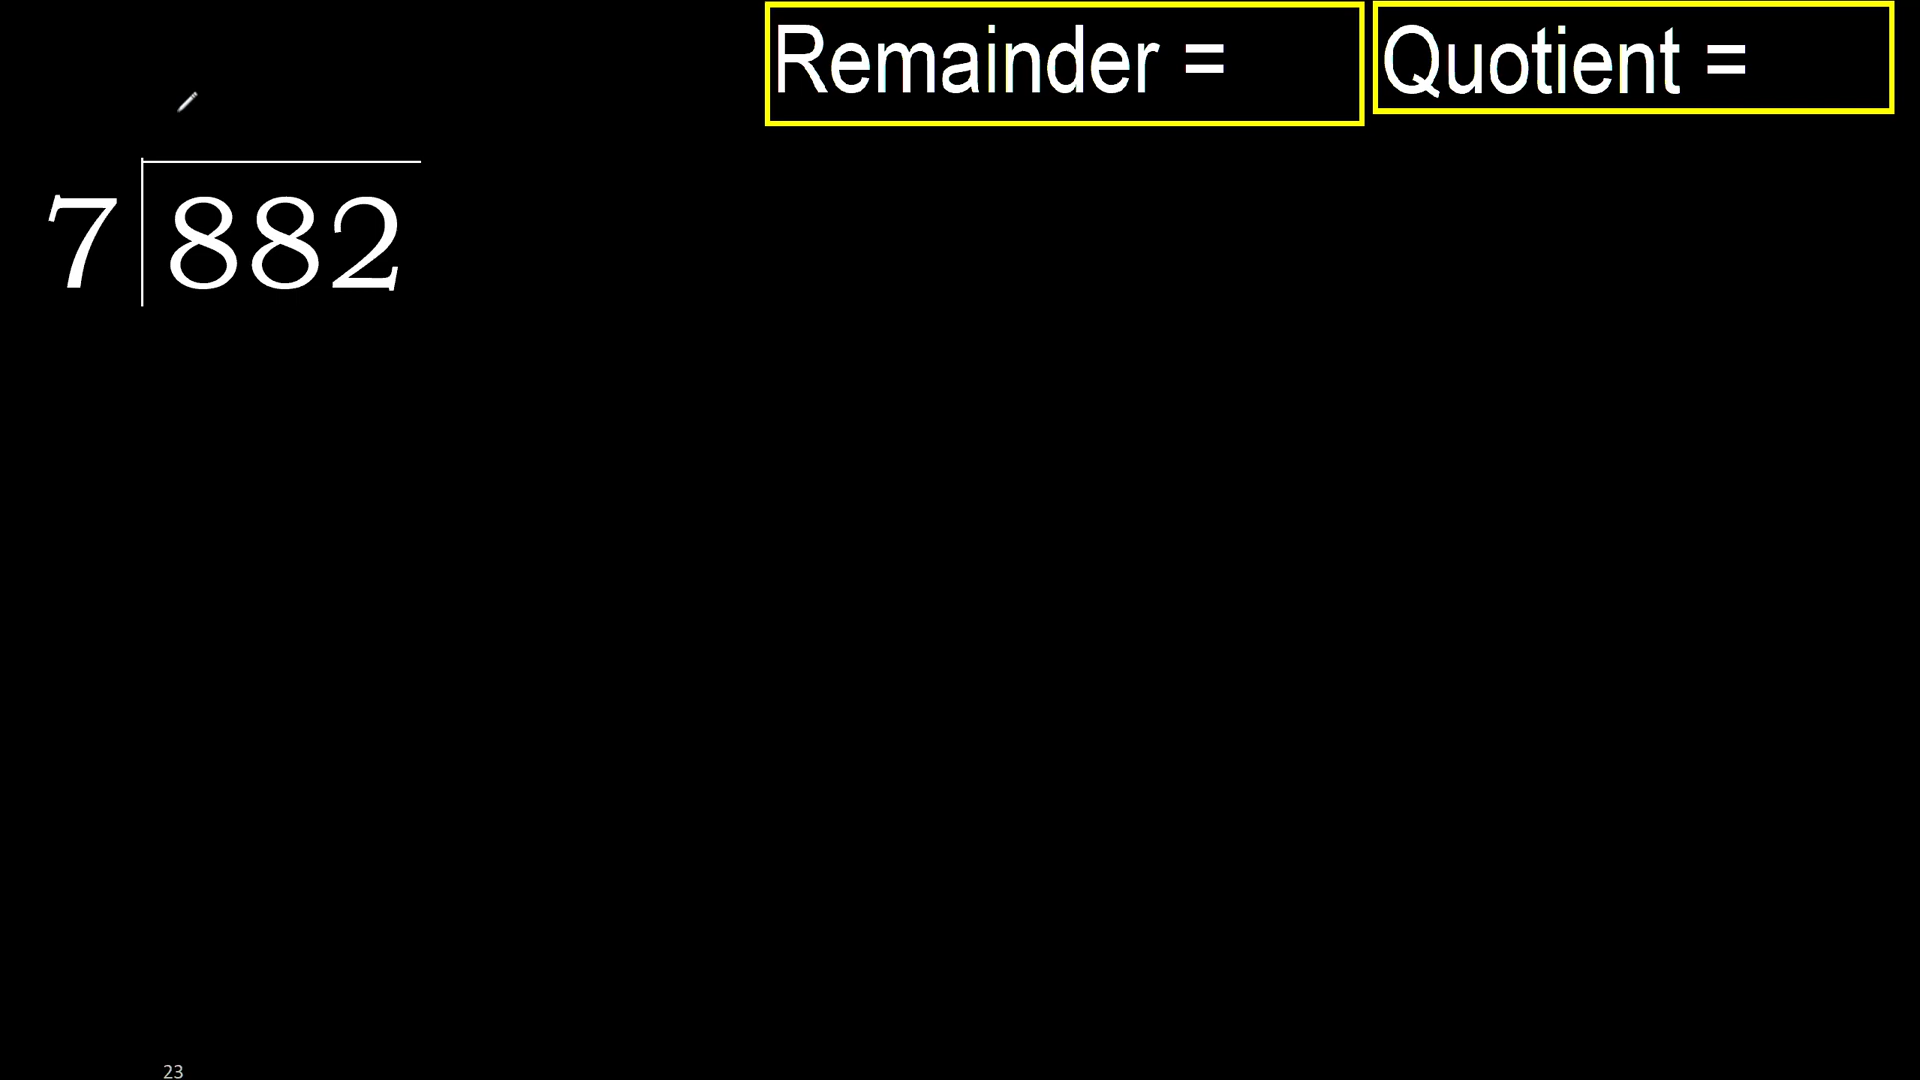 Remainder = Quotient =
7 882
23